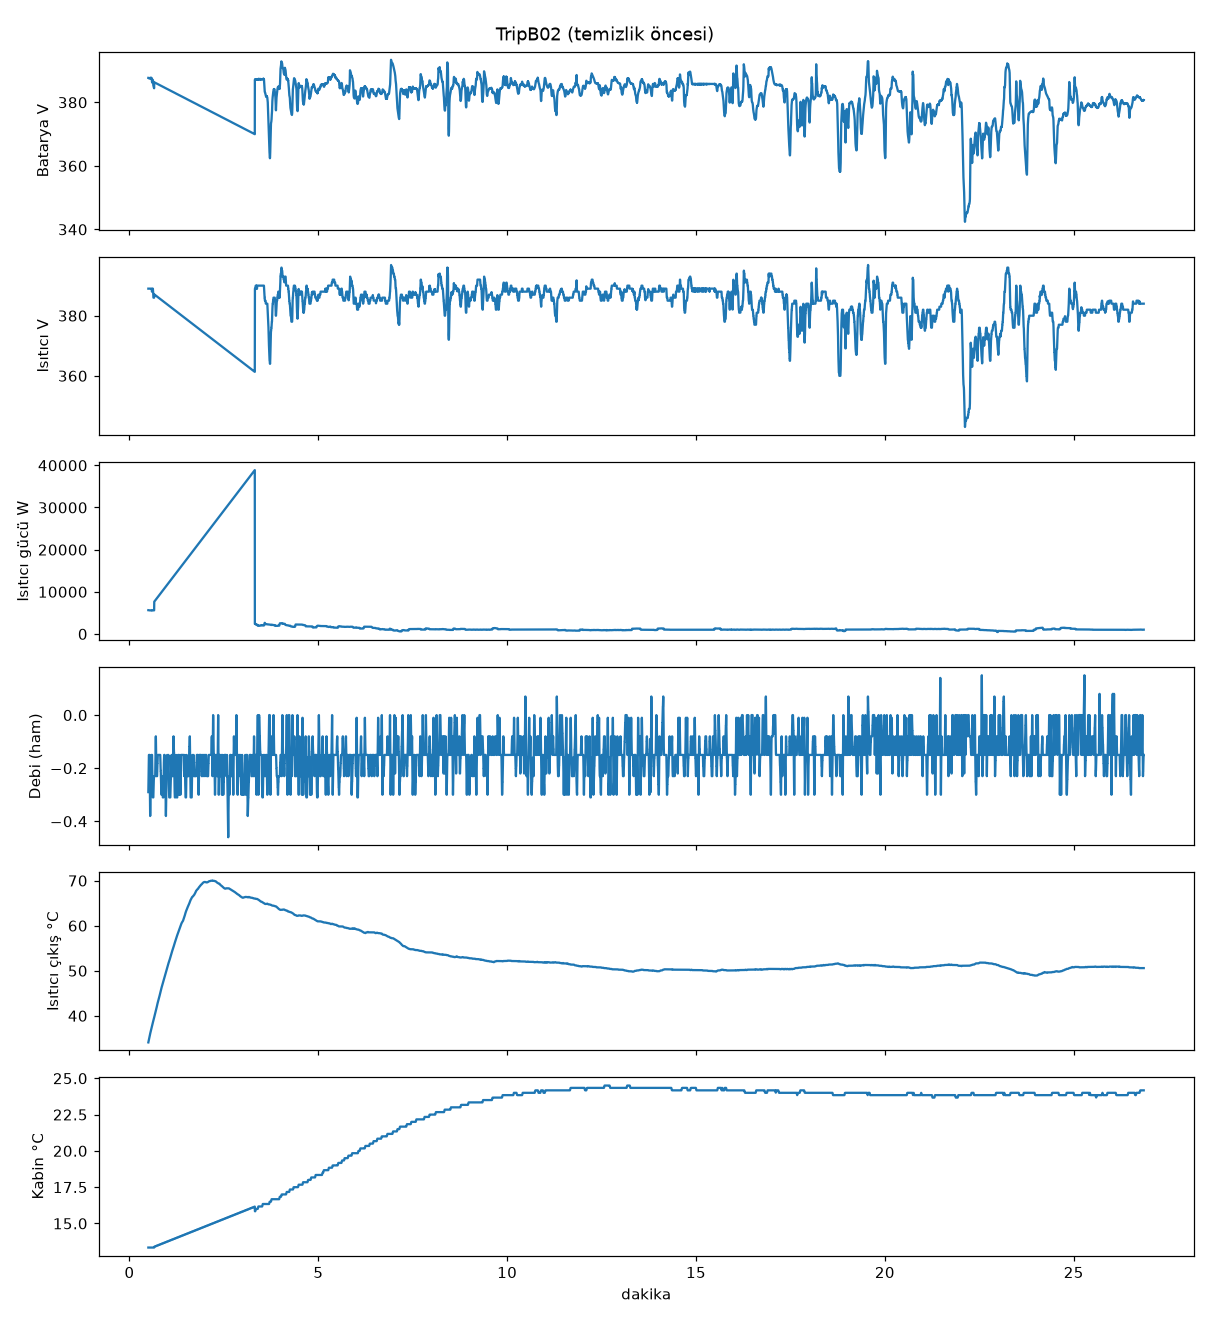 TripB02 (temizlik öncesi)
Batarya V
380
360
340
Isıtıcı V
380
360
Isıtıcı gücü W
40000
30000
20000
10000
0
Debi (ham)
0.0
−0.2
−0.4
Isıtıcı çıkış °C
70
60
50
40
Kabin °C
25.0
22.5
20.0
17.5
15.0
0 5 10 15 20 25
dakika